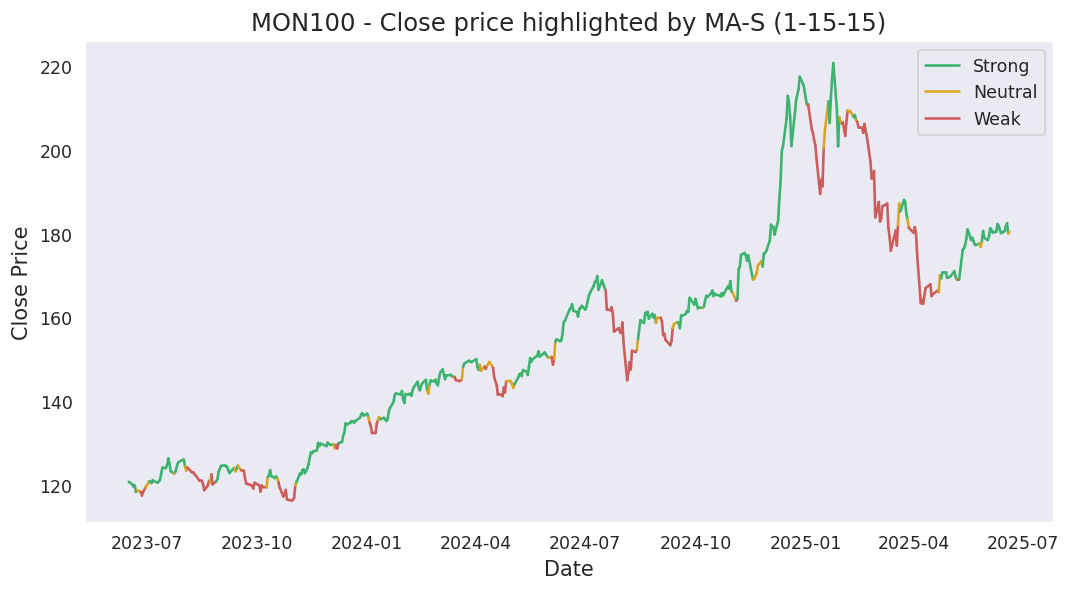 MON100 - Close price highlighted by MA-S (1-15-15)
Strong
Neutral
Weak
Close Price
220
200
180
160
140
120
2023-07 2023-10 2024-01 2024-04 2024-07 2024-10 2025-01 2025-04 2025-07
Date